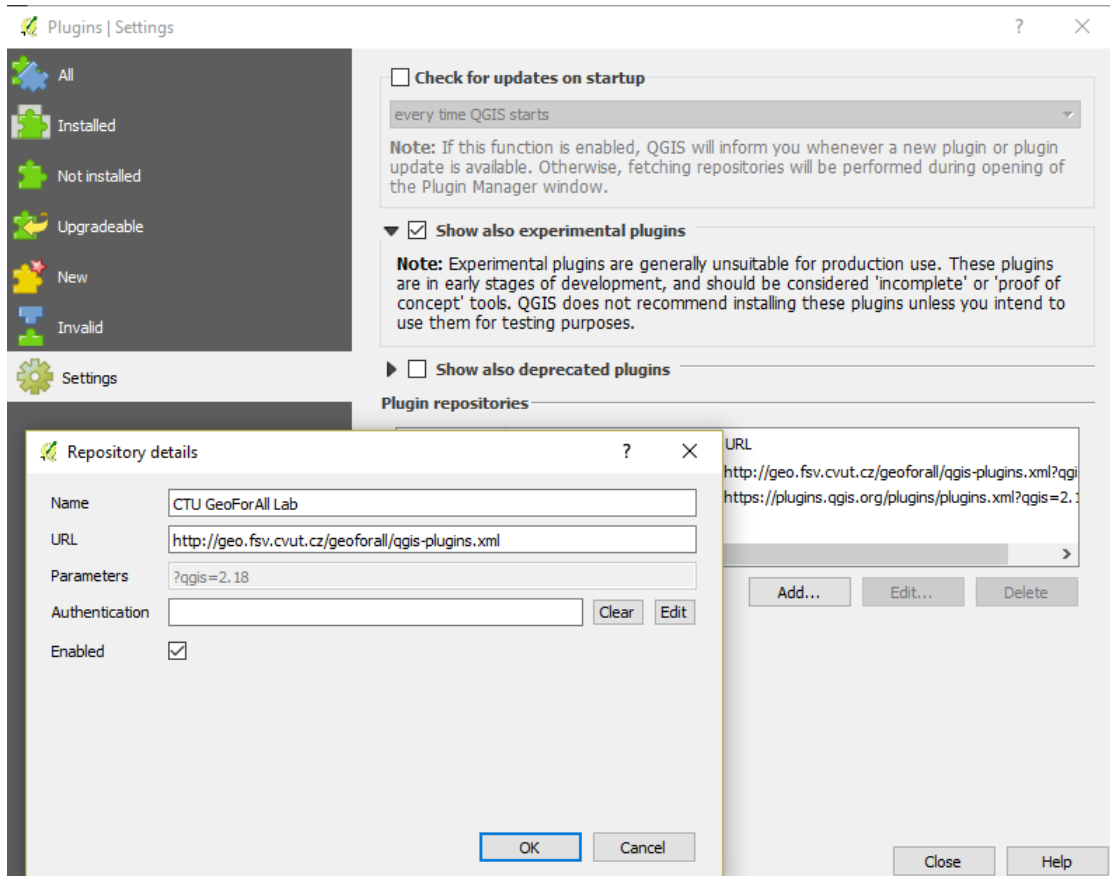 Plugins | Settings
?
All
Installed
Not installed
Upgradeable
New
Invalid
Settings
Check for updates on startup
every time QGIS starts
Note: If this function is enabled, QGIS will inform you whenever a new plugin or plugin
update is available. Otherwise, fetching repositories will be performed during opening of
the Plugin Manager window.
Show also experimental plugins
Note: Experimental plugins are generally unsuitable for production use. These plugins
are in early stages of development, and should be considered 'incomplete' or 'proof of
concept' tools. QGIS does not recommend installing these plugins unless you intend to
use them for testing purposes.
Show also deprecated plugins
Plugin repositories
URL
http://geo.fsv.cvut.cz/geoforall/qgis-plugins.xml?qgi
https://plugins.qgis.org/plugins/plugins.xml?qgis=2.1
Add...
Edit...
Delete
Repository details
?
Name
CTU GeoForAll Lab
URL
http://geo.fsv.cvut.cz/geoforall/qgis-plugins.xml
Parameters
?qgis=2.18
Authentication
Clear
Edit
Enabled
OK
Cancel
Close
Help